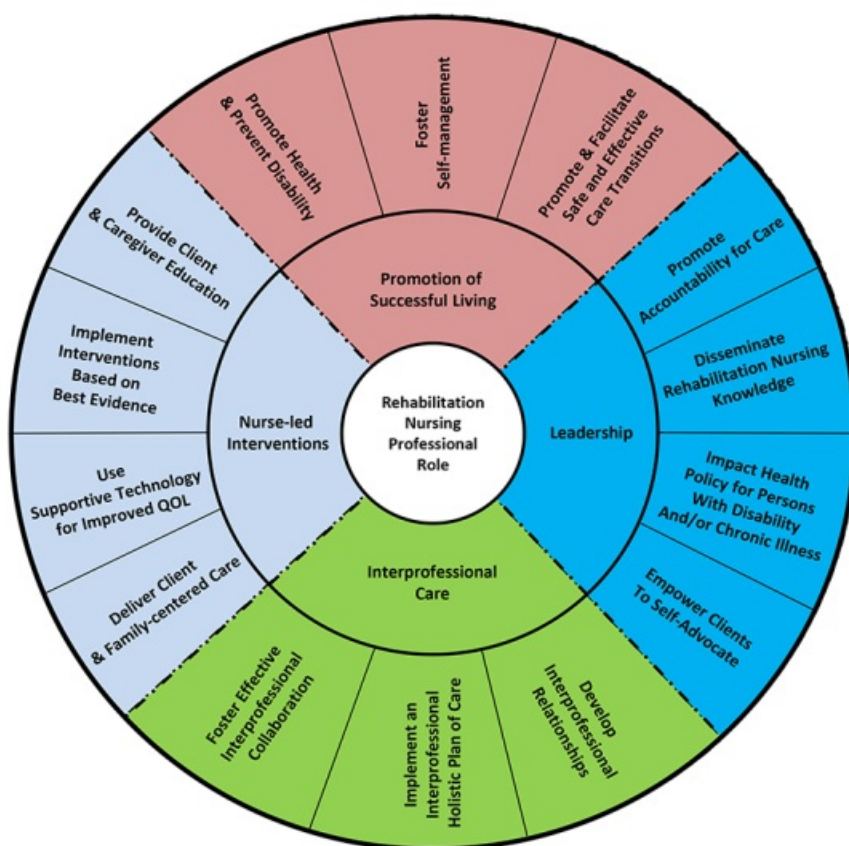 Promote Health
& Prevent Disability
Foster
Self-management
Promote & Facilitate
Safe and Effective
Care Transitions
Promotion of
Successful Living
Provide Client
& Caregiver Education
Implement
Interventions
Based on
Best Evidence
Use
Supportive Technology
for Improved QOL
Deliver Client
& Family-centered Care
Nurse-led
Interventions
Rehabilitation
Nursing
Professional
Role
Leadership
Promote
Accountability for Care
Disseminate
Rehabilitation Nursing
Knowledge
Impact Health
Policy for Persons
With Disability
And/or Chronic Illness
Empower Clients
To Self-Advocate
Interprofessional
Care
Foster Effective
Interprofessional
Collaboration
Implement an
Interprofessional
Holistic Plan of Care
Develop
Interprofessional
Relationships